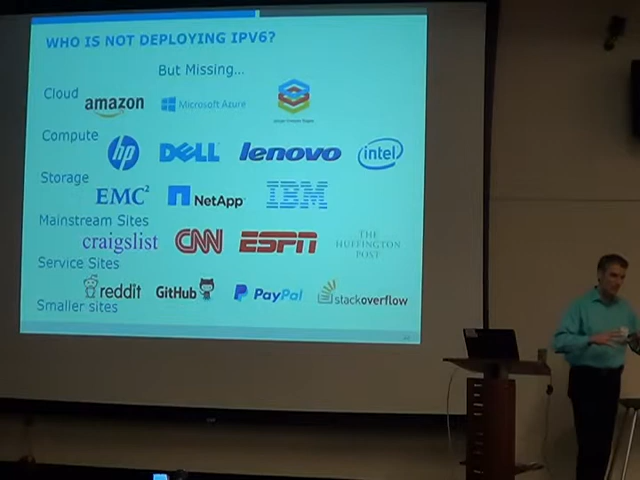 WHO IS NOT DEPLOYING IPV6?
But Missing...
Cloud
amazon
Microsoft Azure
Compute
hp
DELL
lenovo
intel
Storage
EMC²
NetApp
IBM
Mainstream Sites
craigslist
CNN
ESPN
THE
HUFFINGTON
POST
Service Sites
reddit
GitHub
PayPal
stackoverflow
Smaller sites